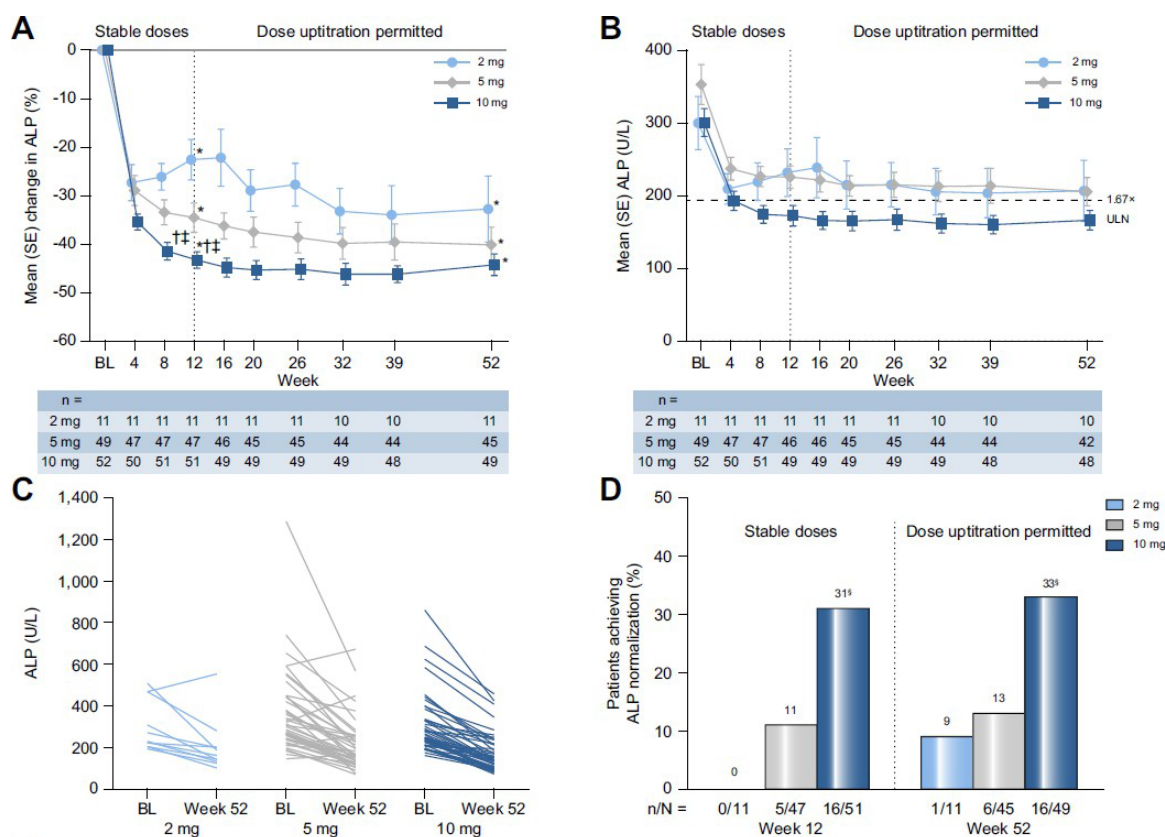 A
Stable doses
Dose uptitration permitted
Mean (SE) change in ALP (%)
0
-10
-20
-30
-40
-50
-60
2 mg
5 mg
10 mg
*
*
†‡
*†‡
*
*
*
BL 4 8 12 16 20 26 32 39 52
Week
n =
2 mg 11 11 11 11 11 11 11 10 10 11
5 mg 49 47 47 47 46 45 45 44 44 45
10 mg 52 50 51 51 49 49 49 49 48 49
B
Stable doses
Dose uptitration permitted
Mean (SE) ALP (U/L)
400
300
200
100
0
2 mg
5 mg
10 mg
1.67×
ULN
BL 4 8 12 16 20 26 32 39 52
Week
n =
2 mg 11 11 11 11 11 11 11 10 10 10
5 mg 49 47 47 46 46 45 45 44 44 42
10 mg 52 50 51 49 49 49 49 49 48 48
C
ALP (U/L)
1,400
1,200
1,000
800
600
400
200
0
BL Week 52 BL Week 52 BL Week 52
2 mg 5 mg 10 mg
D
Patients achieving
ALP normalization (%)
50
40
30
20
10
0
Stable doses
Dose uptitration permitted
2 mg
5 mg
10 mg
0
11
31§
9
13
33§
n/N = 0/11 5/47 16/51 1/11 6/45 16/49
Week 12 Week 52